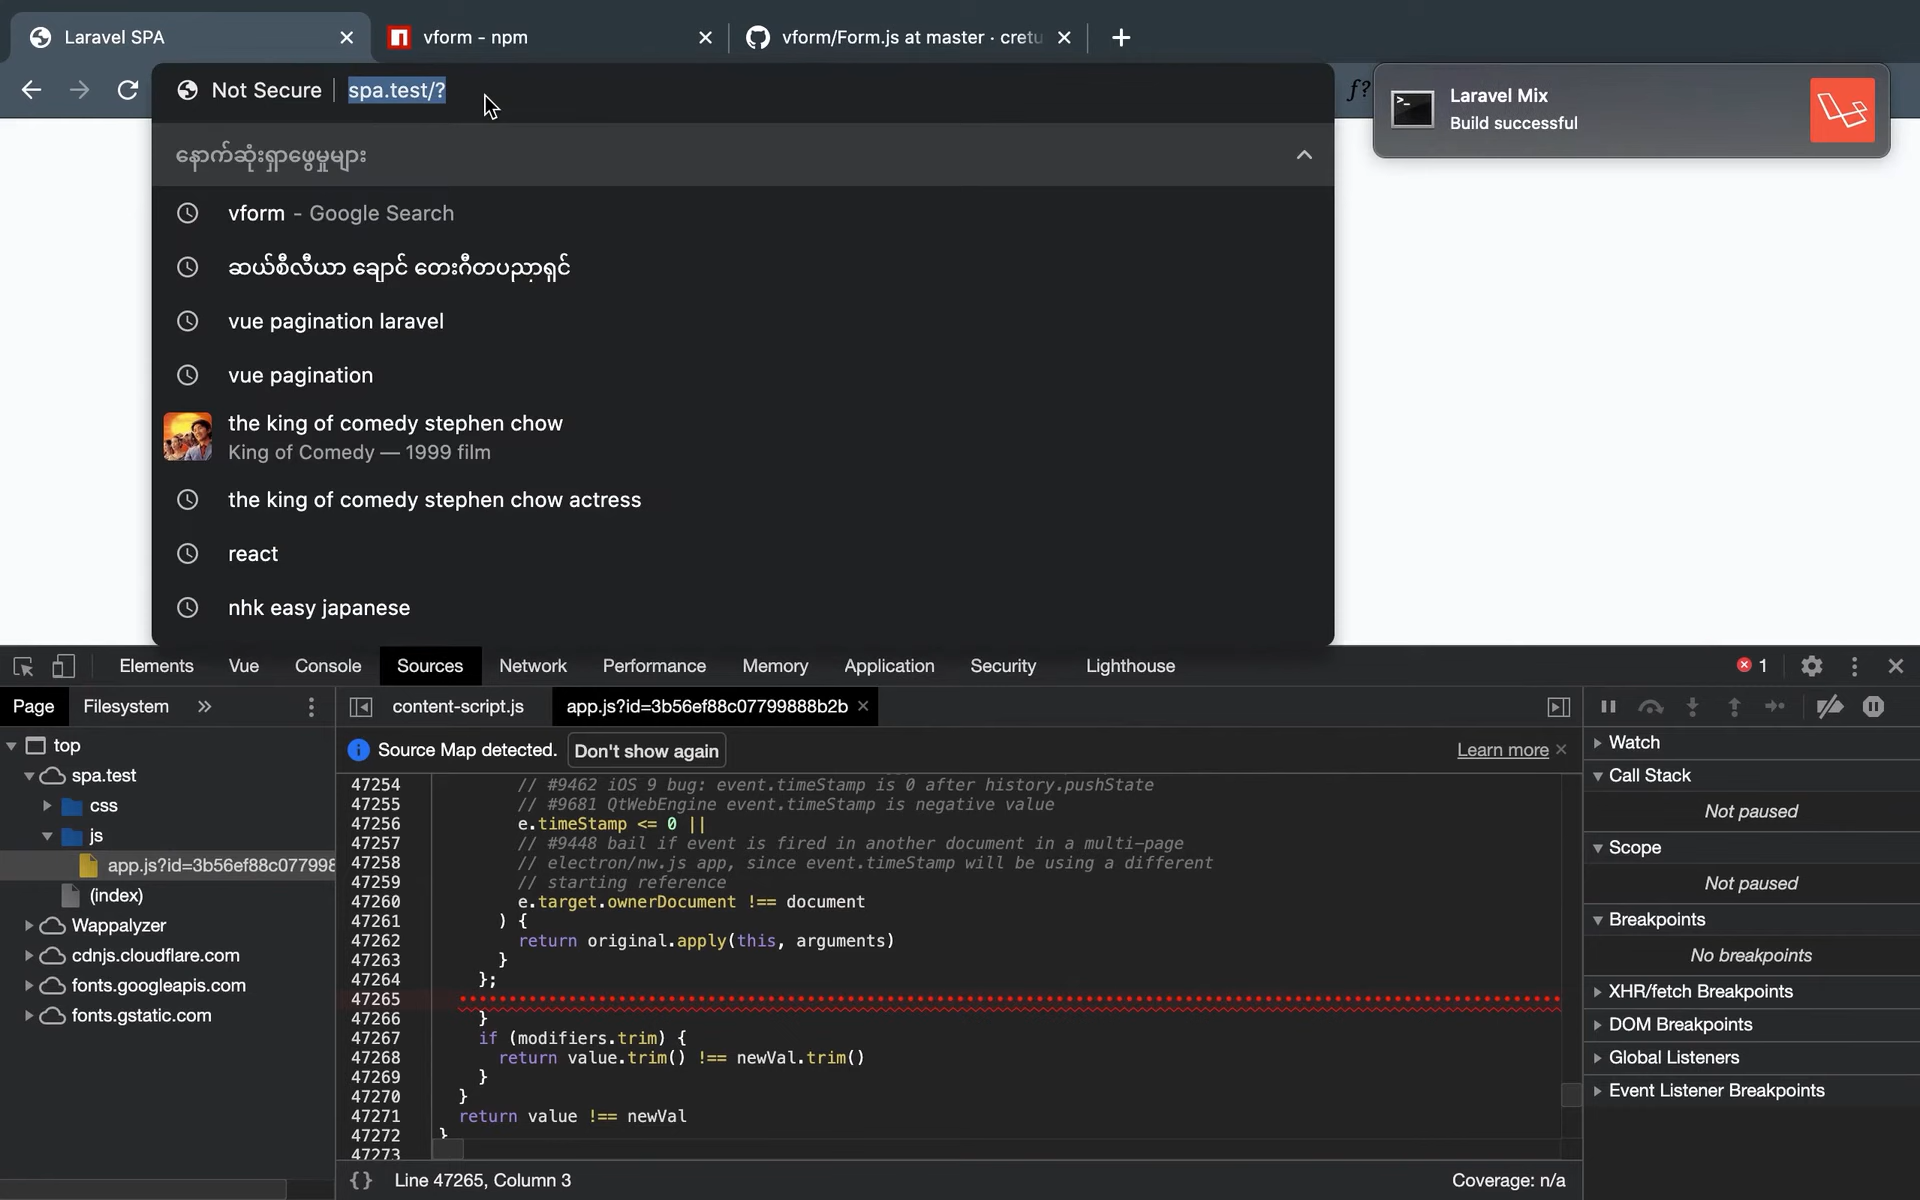 Laravel SPA
vform - npm
vform/Form.js at master · cretu
Not Secure
spa.test/?
f?
Laravel Mix
Build successful
နောက်ဆုံးရှာဖွေမှုများ
vform - Google Search
ဆယ်စီလီယာ ချောင် တေးဂီတပညာရှင်
vue pagination laravel
vue pagination
the king of comedy stephen chow
King of Comedy — 1999 film
the king of comedy stephen chow actress
react
nhk easy japanese
Elements Vue Console Sources Network Performance Memory Application Security Lighthouse
1
Page Filesystem »
content-script.js
app.js?id=3b56ef88c07799888b2b
top
spa.test
css
js
app.js?id=3b56ef88c077998
(index)
Wappalyzer
cdnjs.cloudflare.com
fonts.googleapis.com
fonts.gstatic.com
Source Map detected.
Don't show again
Learn more
47254 // #9462 iOS 9 bug: event.timeStamp is 0 after history.pushState
47255 // #9681 QtWebEngine event.timeStamp is negative value
47256 e.timeStamp <= 0 ||
47257 // #9448 bail if event is fired in another document in a multi-page
47258 // electron/nw.js app, since event.timeStamp will be using a different
47259 // starting reference
47260 e.target.ownerDocument !== document
47261 ) {
47262 return original.apply(this, arguments)
47263 }
47264 };
47265
47266 }
47267 if (modifiers.trim) {
47268 return value.trim() !== newVal.trim()
47269 }
47270 }
47271 return value !== newVal
47272 }
47273
{} Line 47265, Column 3
Coverage: n/a
Watch
Call Stack
Not paused
Scope
Not paused
Breakpoints
No breakpoints
XHR/fetch Breakpoints
DOM Breakpoints
Global Listeners
Event Listener Breakpoints